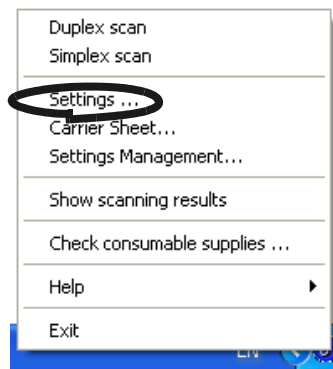 Duplex scan
Simplex scan
Settings ...
Carrier Sheet...
Settings Management...
Show scanning results
Check consumable supplies ...
Help
Exit
EN